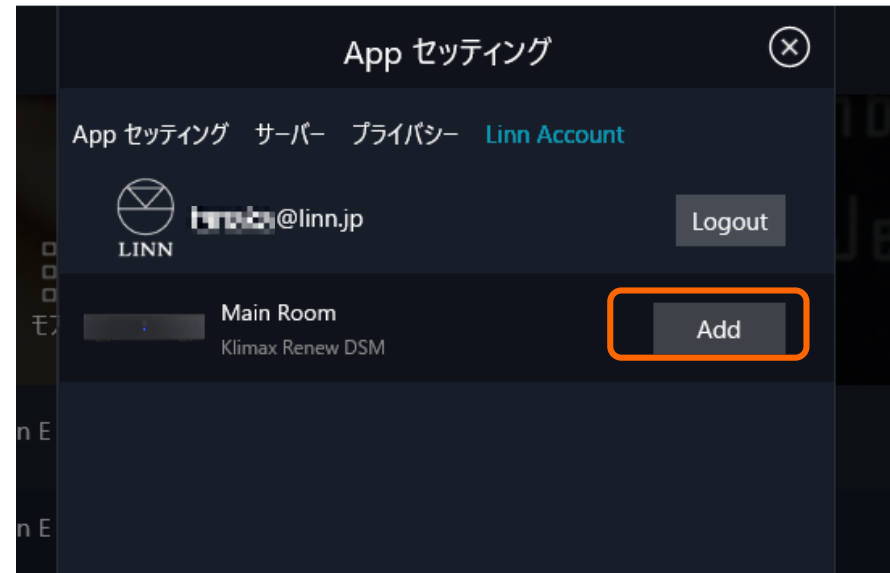 App セッティング
App セッティング サーバー プライバシー Linn Account
@linn.jp
Logout
LINN
Main Room
Klimax Renew DSM
Add
モ
n E
n E